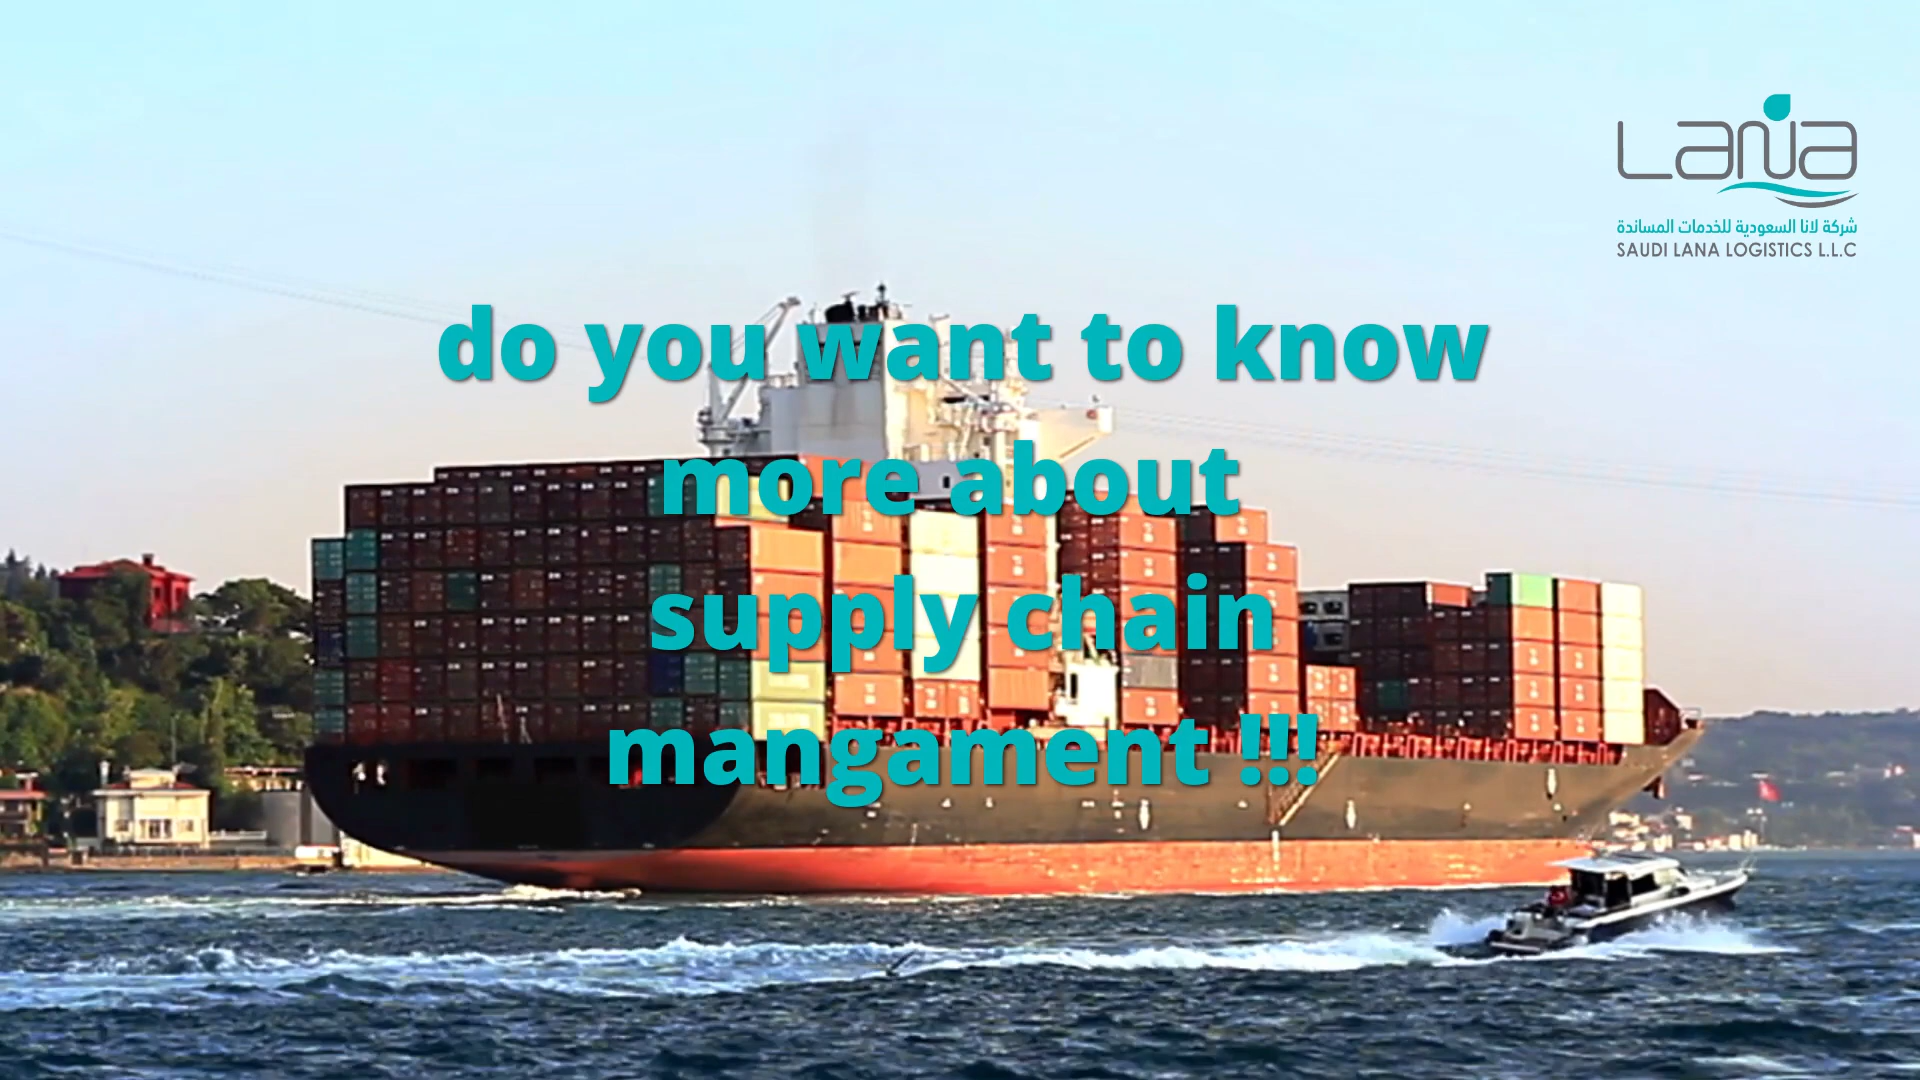 Lana
شركة لانا السعودية للخدمات المساندة
SAUDI LANA LOGISTICS L.L.C
do you want to know
more about
supply chain
mangament !!!